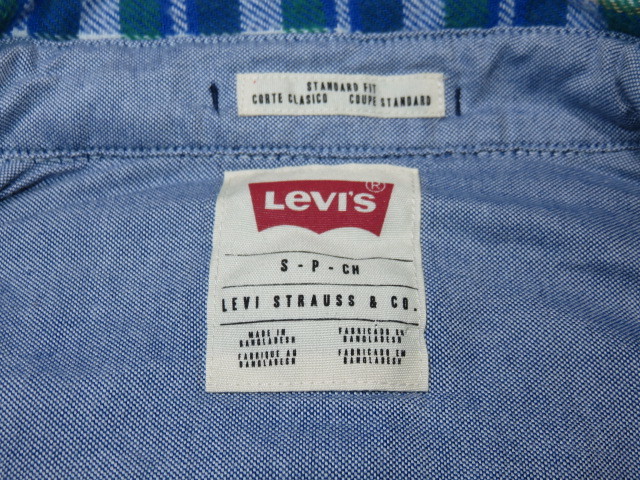 STANDARD FIT
CORTE CLASICO COUPE STANDARD
LEVI'S ®
S - P - CH
LEVI STRAUSS & CO.
MADE IN
BANGLADESH
FABRICADO EN
BANGLADESH
FABRIQUE AU
BANGLADESH
FABRICADO EM
BANGLADESH